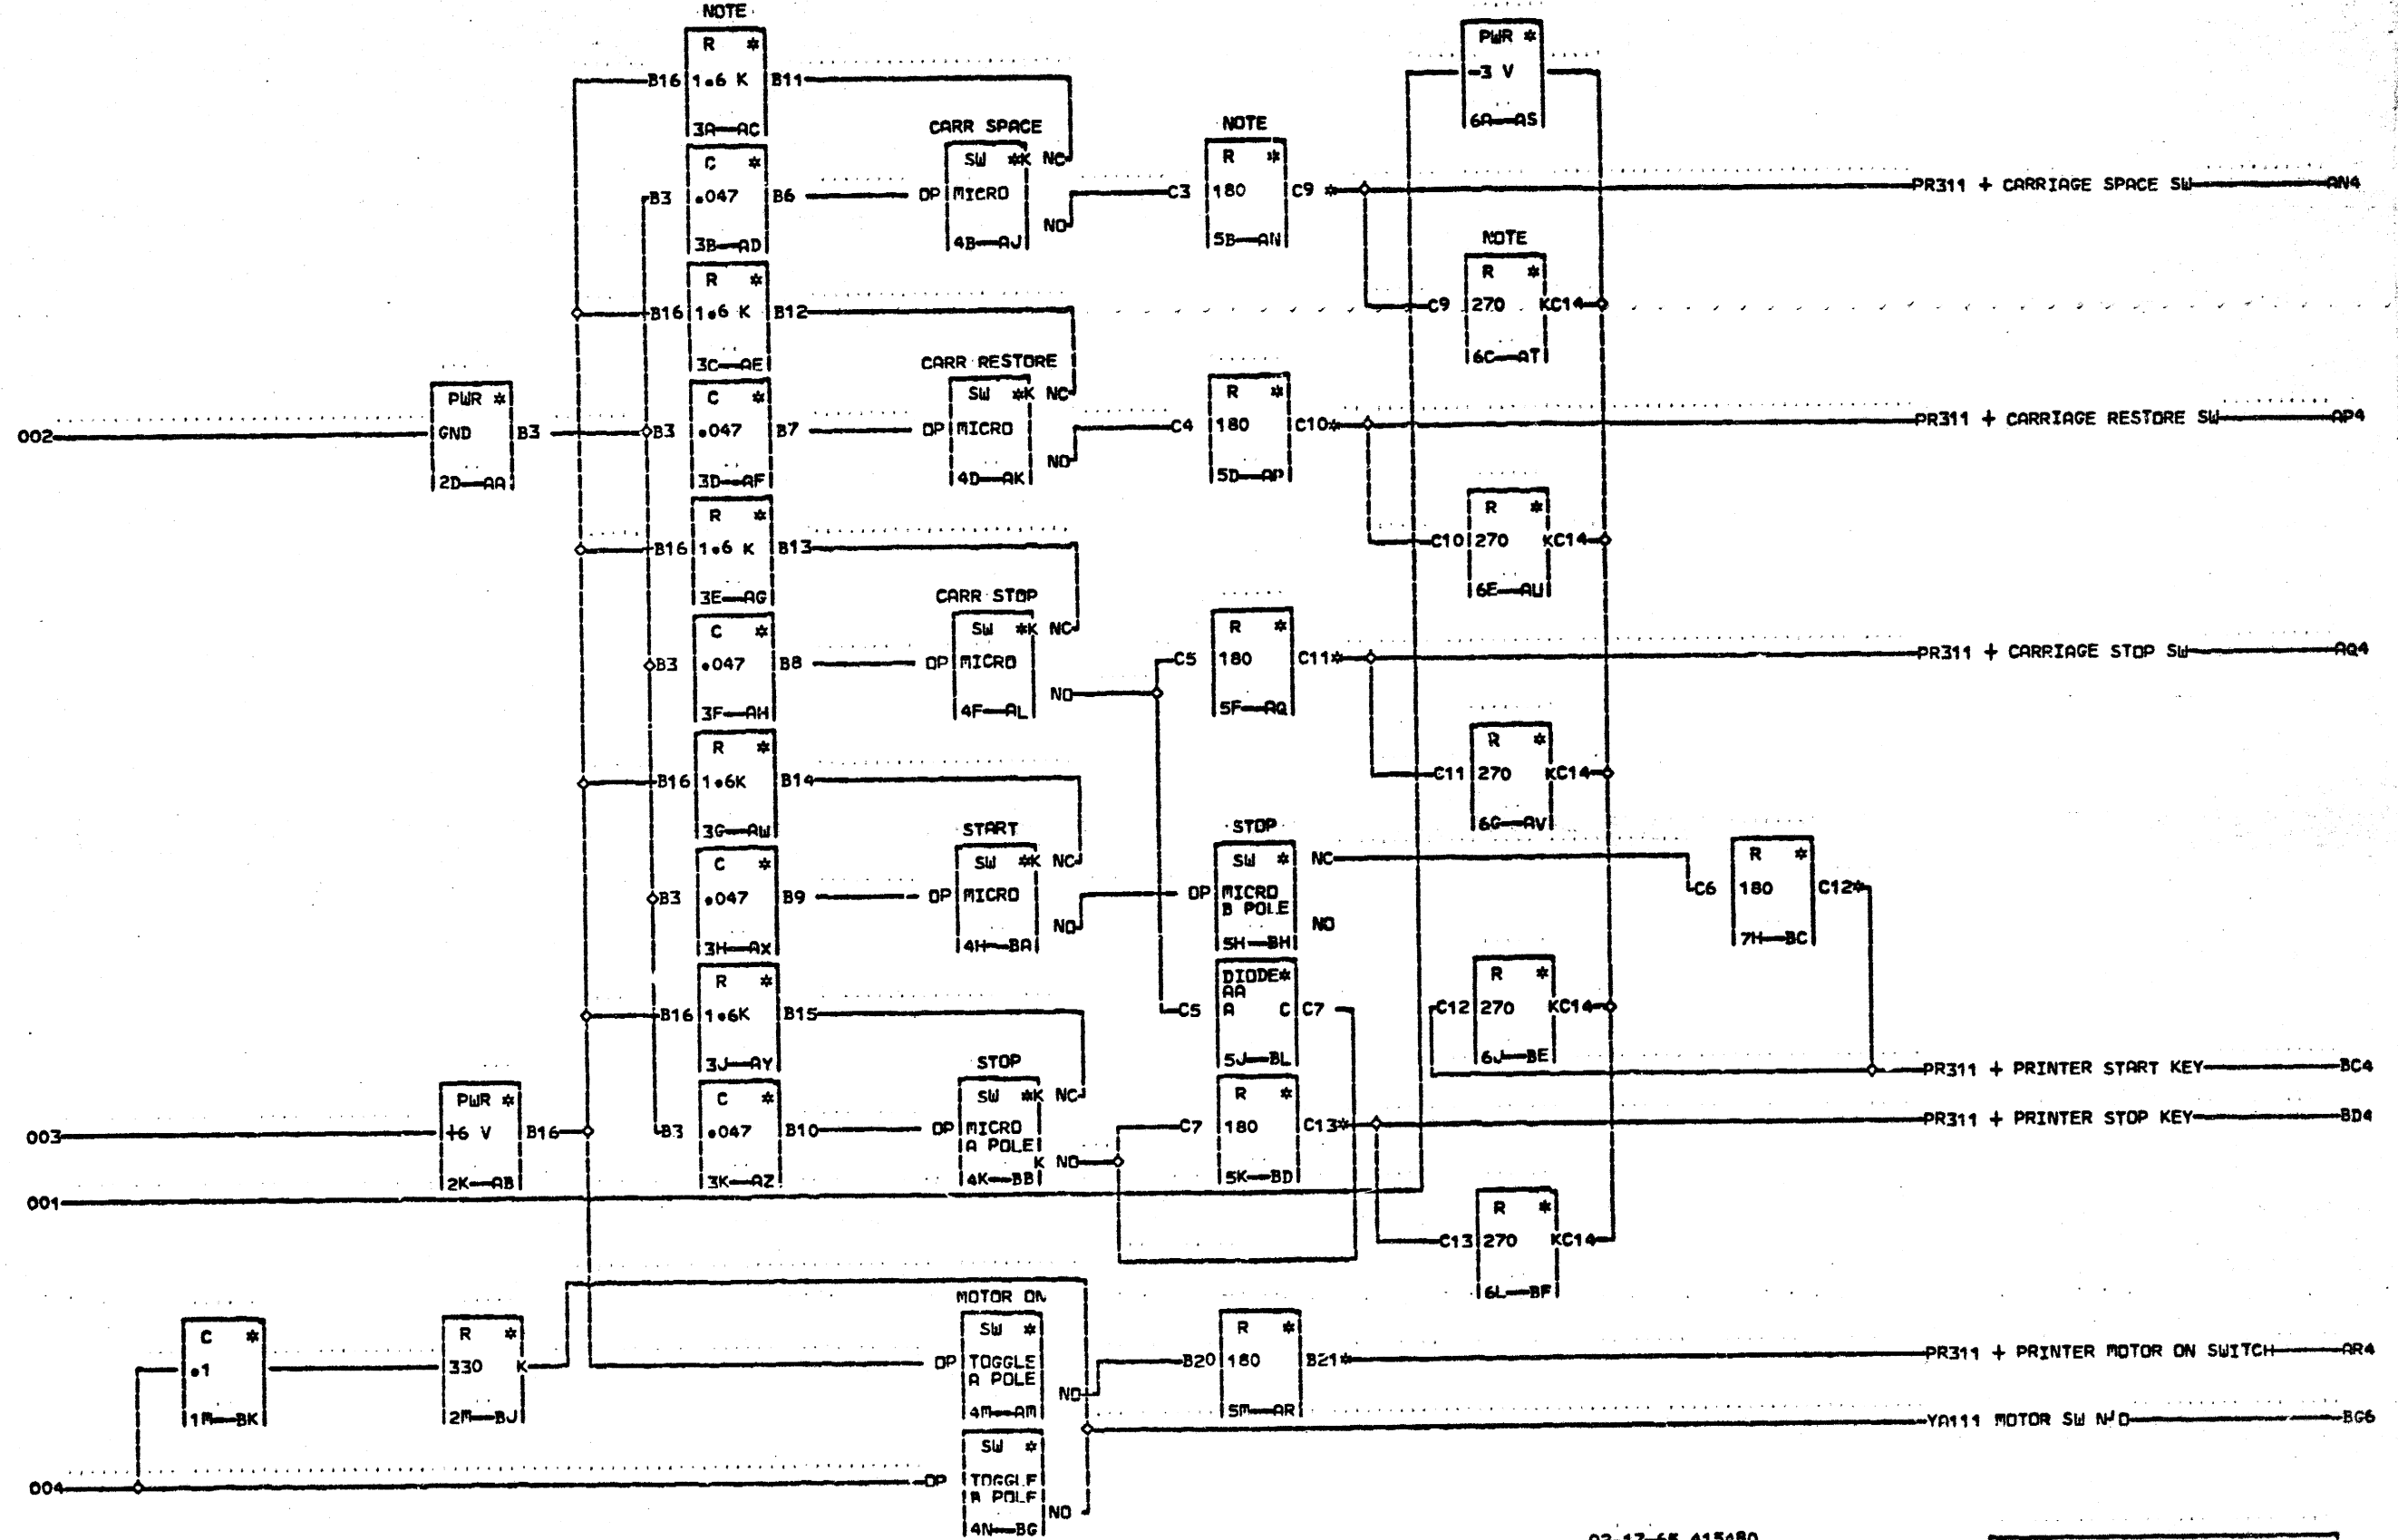 NOTE
R *
B16 1.6 K B11
3A—AC
PWR *
-3 V
6A—AS
C *
B3 .047 B6
3B—AD
CARR SPACE
SW *K NC
OP MICRO
NO
4B—AJ
NOTE
R *
C3 180 C9 *
5B—AN
PR311 + CARRIAGE SPACE SW AN4
NOTE
R *
C9 270 KC14
6C—AT
R *
B16 1.6 K B12
3C—AE
002
PWR *
GND B3
2D—AA
C *
B3 .047 B7
3D—AF
CARR RESTORE
SW *K NC
OP MICRO
NO
4D—AK
R *
C4 180 C10*
5D—AP
PR311 + CARRIAGE RESTORE SW AP4
R *
C10 270 KC14
6E—AU
R *
B16 1.6 K B13
3E—AG
C *
B3 .047 B8
3F—AH
CARR STOP
SW *K NC
OP MICRO
NO
4F—AL
R *
C5 180 C11*
5F—AQ
PR311 + CARRIAGE STOP SW AQ4
R *
C11 270 KC14
6G—AV
R *
B16 1.6K B14
3G—AW
C *
B3 .047 B9
3H—AX
START
SW *K NC
OP MICRO
NO
4H—BA
STOP
SW * NC
OP MICRO
B POLE
NO
5H—BH
R *
C6 180 C12*
7H—BC
R *
B16 1.6K B15
3J—AY
DIODE*
AA
C5 A C C7
5J—BL
R *
C12 270 KC14
6J—BE
PR311 + PRINTER START KEY BC4
003
PWR *
+6 V B16
2K—AB
C *
B3 .047 B10
3K—AZ
STOP
SW *K NC
OP MICRO
A POLE
K NO
4K—BB
R *
C7 180 C13*
5K—BD
PR311 + PRINTER STOP KEY BD4
001
R *
C13 270 KC14
6L—BF
C *
.1
1M—BK
R *
330 K
2M—BJ
MOTOR ON
SW *
OP TOGGLE
A POLE
NO
4M—AM
R *
B20 180 B21*
5M—AR
PR311 + PRINTER MOTOR ON SWITCH AR4
YA111 MOTOR SW N/O BG6
004
SW *
OP TOGGLE
B POLE
NO
4N—BG